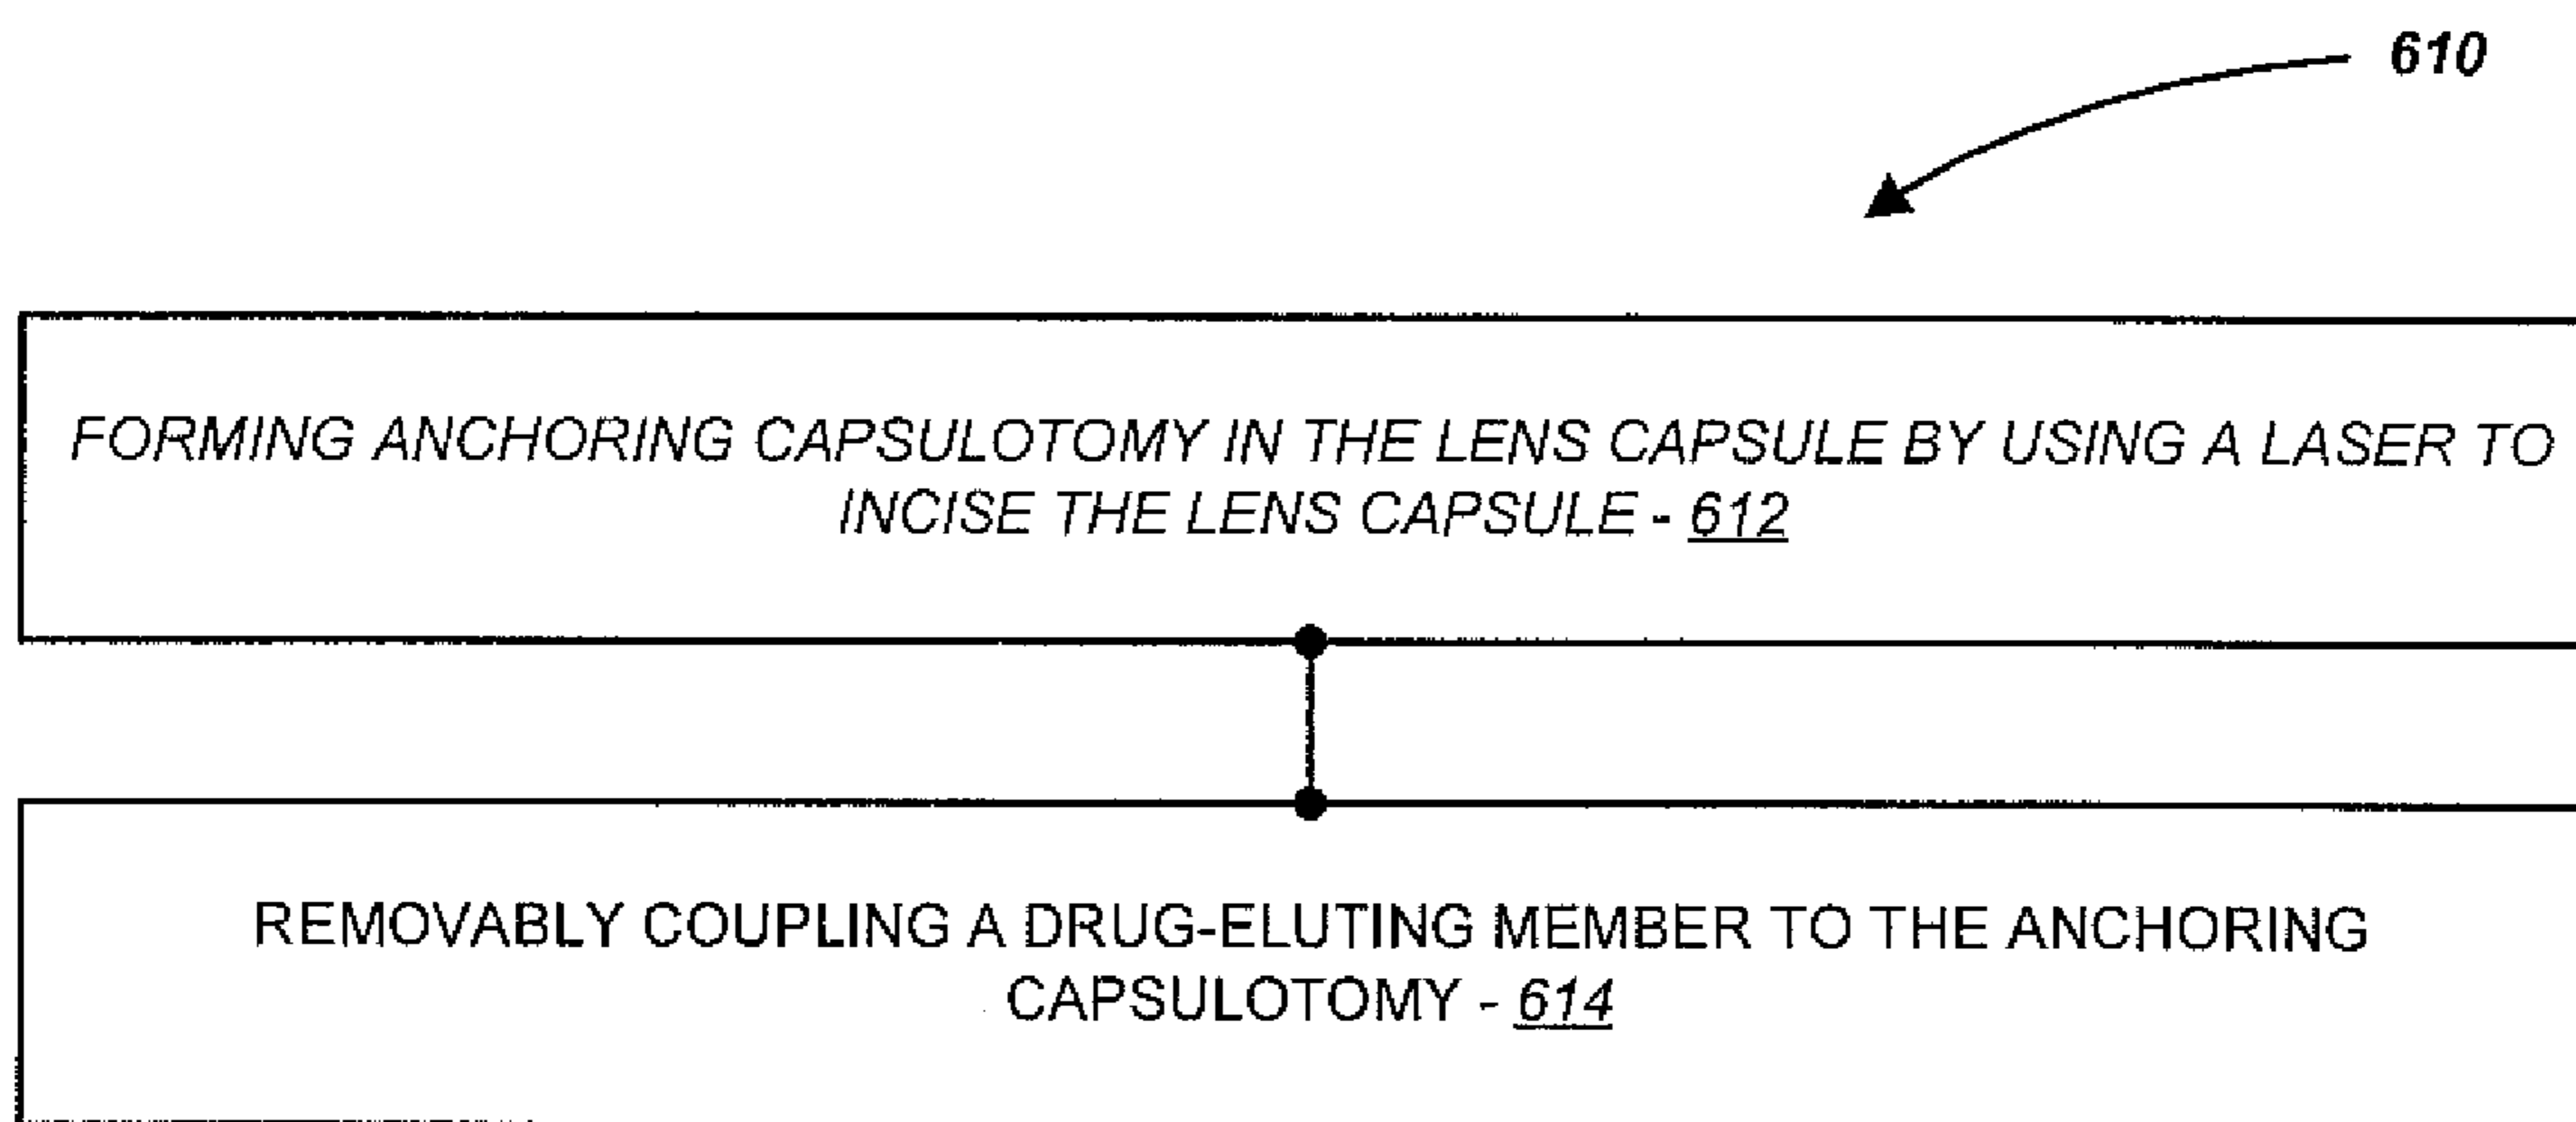 610
FORMING ANCHORING CAPSULOTOMY IN THE LENS CAPSULE BY USING A LASER TO
INCISE THE LENS CAPSULE - 612
REMOVABLY COUPLING A DRUG-ELUTING MEMBER TO THE ANCHORING
CAPSULOTOMY - 614